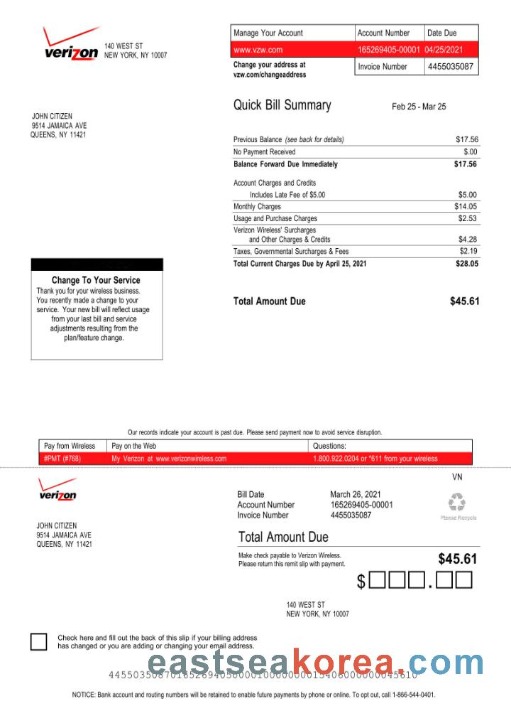 verizon
140 WEST ST
NEW YORK, NY 10007
Manage Your Account Account Number Date Due
www.vzw.com 165269405-00001 04/25/2021
Change your address at
vzw.com/changeaddress
Invoice Number 4455035087
Quick Bill Summary Feb 25 - Mar 25
JOHN CITIZEN
9514 JAMAICA AVE
QUEENS, NY 11421
Previous Balance (see back for details) $17.56
No Payment Received $.00
Balance Forward Due Immediately $17.56
Account Charges and Credits
Includes Late Fee of $5.00 $5.00
Monthly Charges $14.05
Usage and Purchase Charges $2.53
Verizon Wireless' Surcharges
and Other Charges & Credits $4.28
Taxes, Governmental Surcharges & Fees $2.19
Total Current Charges Due by April 25, 2021 $28.05
Total Amount Due $45.61
Change To Your Service
Thank you for your wireless business.
You recently made a change to your
service. Your new bill will reflect usage
from your last bill and service
adjustments resulting from the
plan/feature change.
Our records indicate your account is past due. Please send payment now to avoid service disruption.
Pay from Wireless Pay on the Web Questions:
#PMT (#768) My Verizon at www.verizonwireless.com 1.800.922.0204 or *611 from your wireless
VN
verizon
Bill Date March 26, 2021
Account Number 165269405-00001
Invoice Number 4455035087
JOHN CITIZEN
9514 JAMAICA AVE
QUEENS, NY 11421
Total Amount Due
Make check payable to Verizon Wireless.
Please return this remit slip with payment.
$45.61
$ .
140 WEST ST
NEW YORK, NY 10007
Check here and fill out the back of this slip if your billing address
has changed or you are adding or changing your email address.
eastseakorea.com
NOTICE: Bank account and routing numbers will be retained to enable future payments by phone or online. To opt out, call 1-866-544-0401.